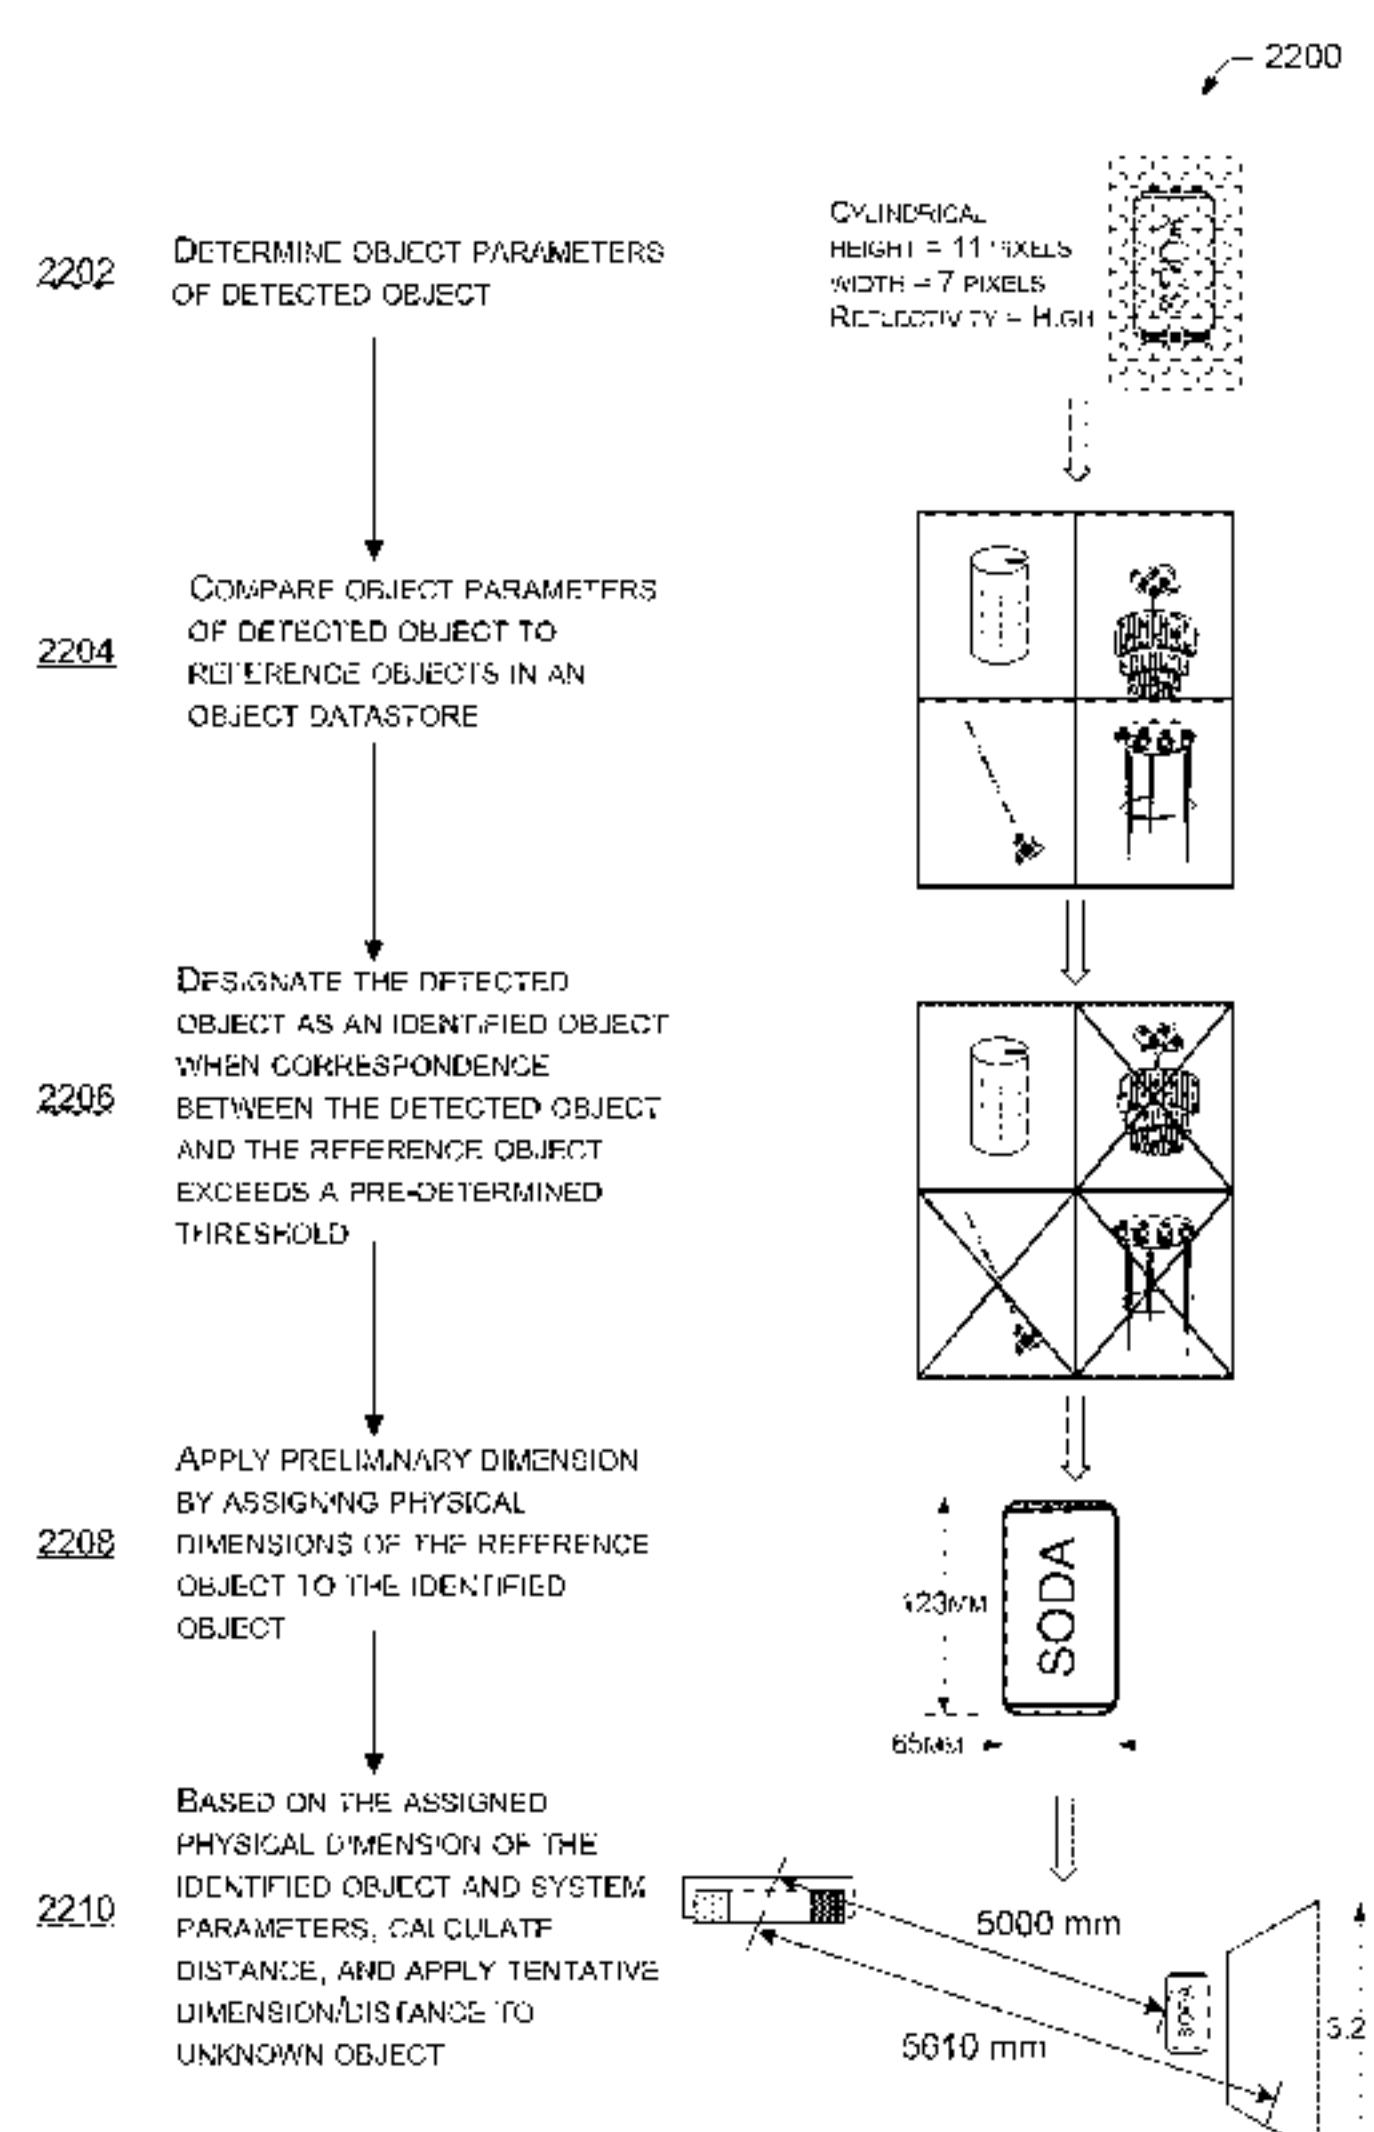 2200
2202
DETERMINE OBJECT PARAMETERS
OF DETECTED OBJECT
CYLINDRICAL
HEIGHT = 11 PIXELS
WIDTH = 7 PIXELS
REFLECTIVITY = HIGH
2204
COMPARE OBJECT PARAMETERS
OF DETECTED OBJECT TO
REFERENCE OBJECTS IN AN
OBJECT DATASTORE
2206
DESIGNATE THE DETECTED
OBJECT AS AN IDENTIFIED OBJECT
WHEN CORRESPONDENCE
BETWEEN THE DETECTED OBJECT
AND THE REFERENCE OBJECT
EXCEEDS A PRE-DETERMINED
THRESHOLD
2208
APPLY PRELIMINARY DIMENSION
BY ASSIGNING PHYSICAL
DIMENSIONS OF THE REFERENCE
OBJECT TO THE IDENTIFIED
OBJECT
123MM
SODA
65MM
2210
BASED ON THE ASSIGNED
PHYSICAL DIMENSION OF THE
IDENTIFIED OBJECT AND SYSTEM
PARAMETERS, CALCULATE
DISTANCE, AND APPLY TENTATIVE
DIMENSION/DISTANCE TO
UNKNOWN OBJECT
5000 mm
SODA
5610 mm